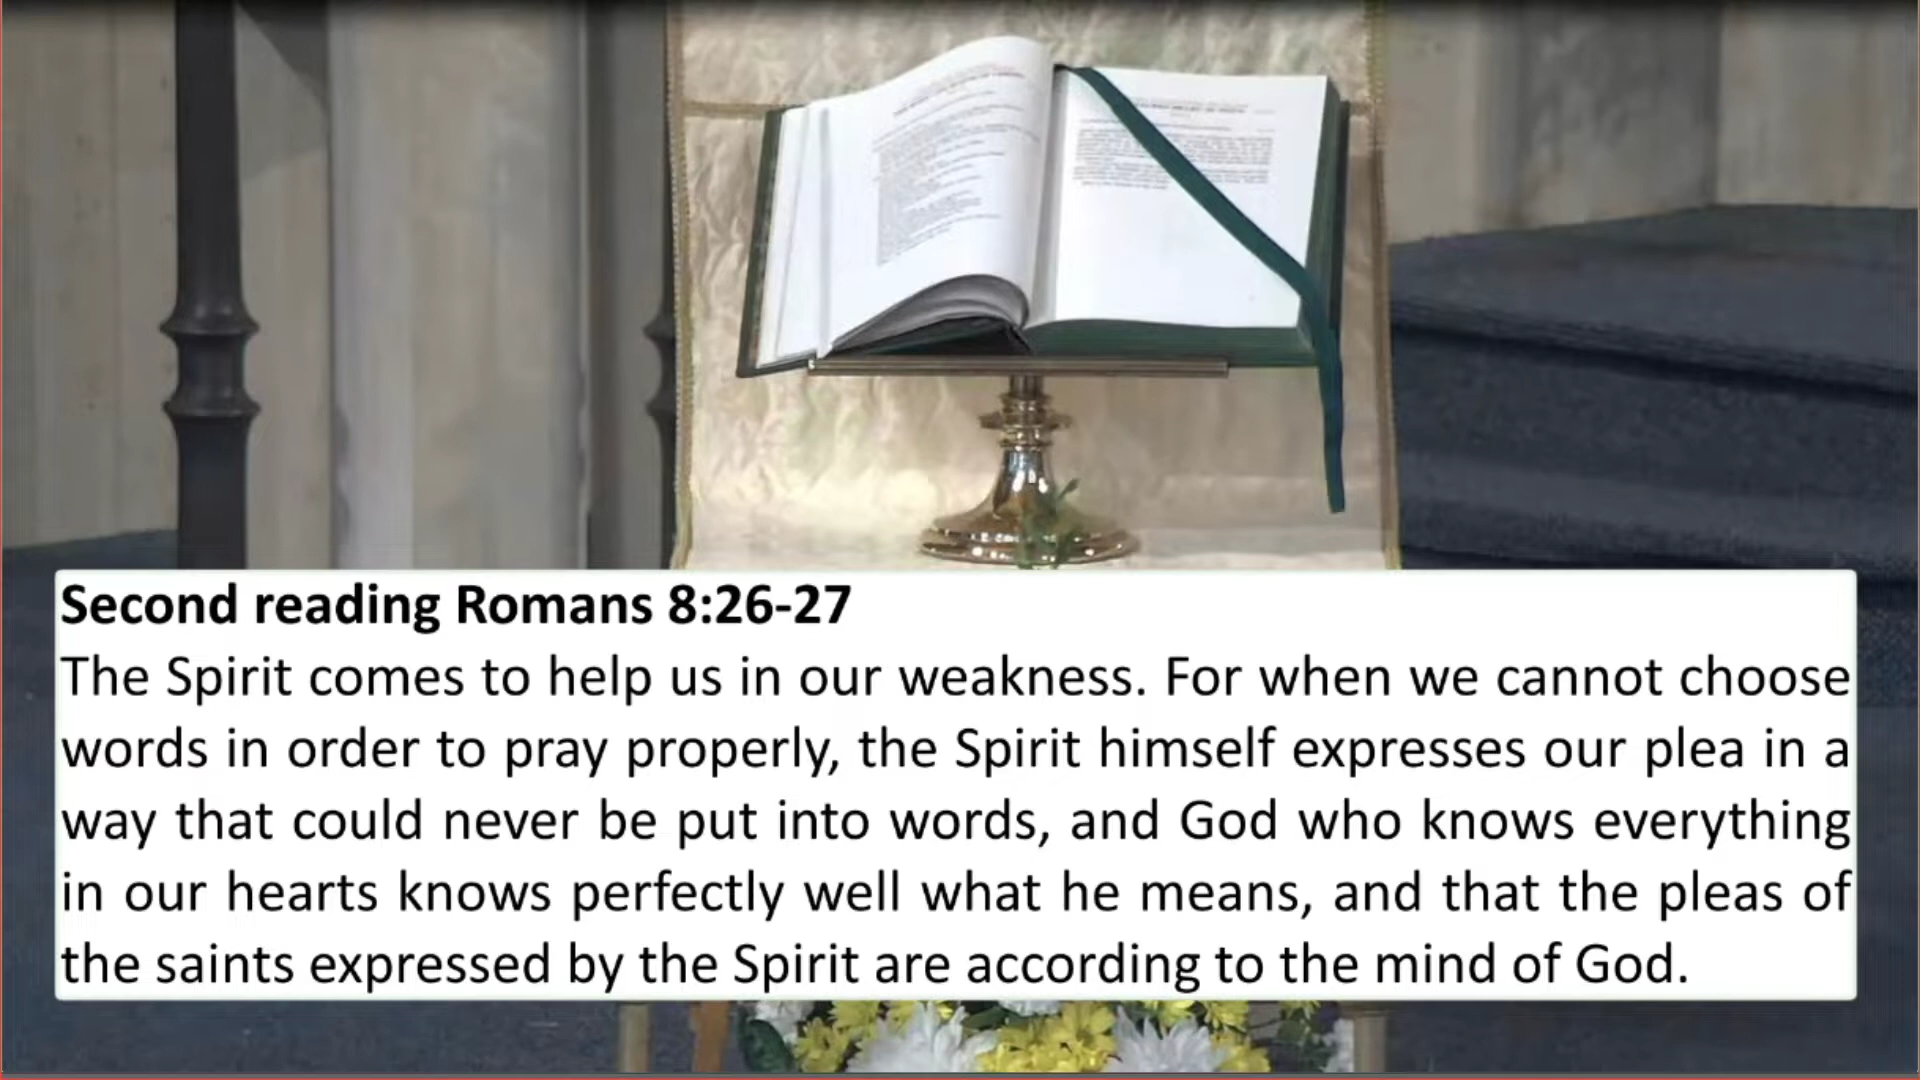 Second reading Romans 8:26-27
The Spirit comes to help us in our weakness. For when we cannot choose
words in order to pray properly, the Spirit himself expresses our plea in a
way that could never be put into words, and God who knows everything
in our hearts knows perfectly well what he means, and that the pleas of
the saints expressed by the Spirit are according to the mind of God.